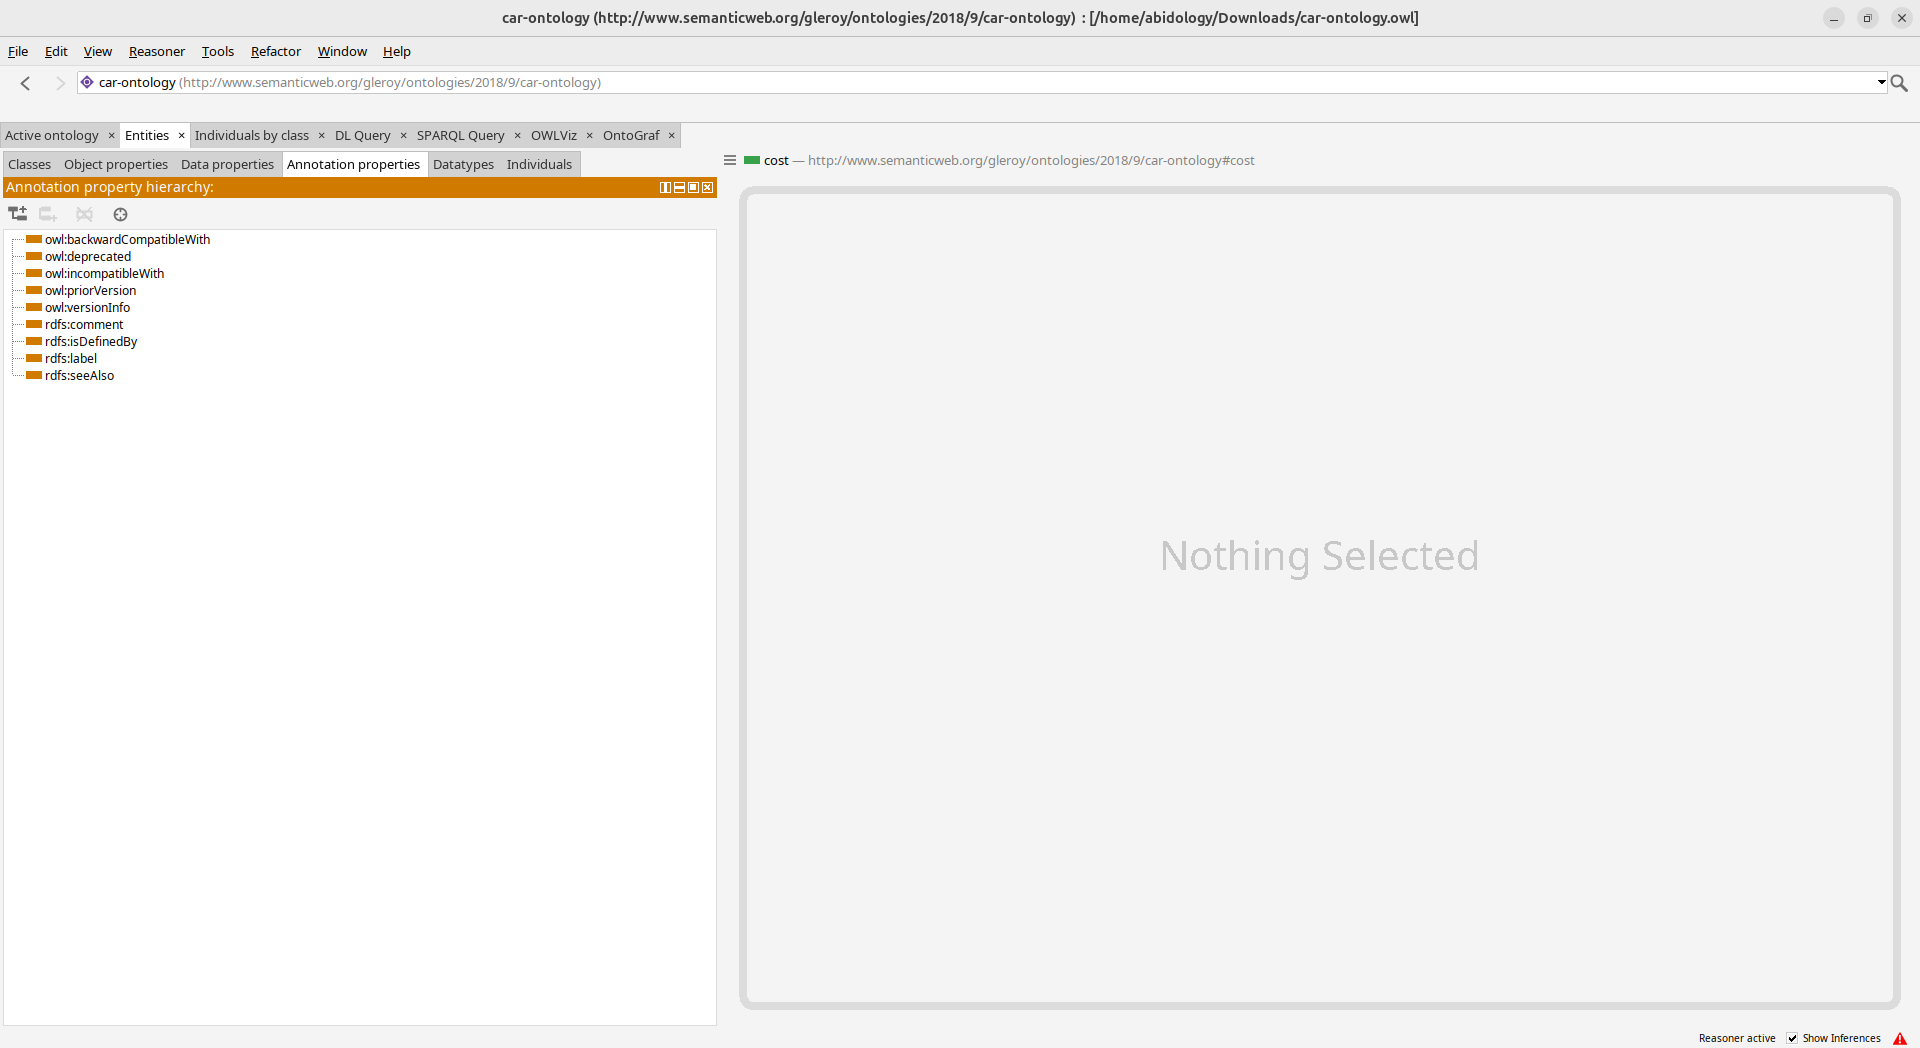 car-ontology (http://www.semanticweb.org/gleroy/ontologies/2018/9/car-ontology) : [/home/abidology/Downloads/car-ontology.owl]
File Edit View Reasoner Tools Refactor Window Help
car-ontology (http://www.semanticweb.org/gleroy/ontologies/2018/9/car-ontology)
Active ontology × Entities × Individuals by class × DL Query × SPARQL Query × OWLViz × OntoGraf ×
Classes Object properties Data properties Annotation properties Datatypes Individuals
cost — http://www.semanticweb.org/gleroy/ontologies/2018/9/car-ontology#cost
Annotation property hierarchy:
owl:backwardCompatibleWith
owl:deprecated
owl:incompatibleWith
owl:priorVersion
owl:versionInfo
rdfs:comment
rdfs:isDefinedBy
rdfs:label
rdfs:seeAlso
Nothing Selected
Reasoner active Show Inferences